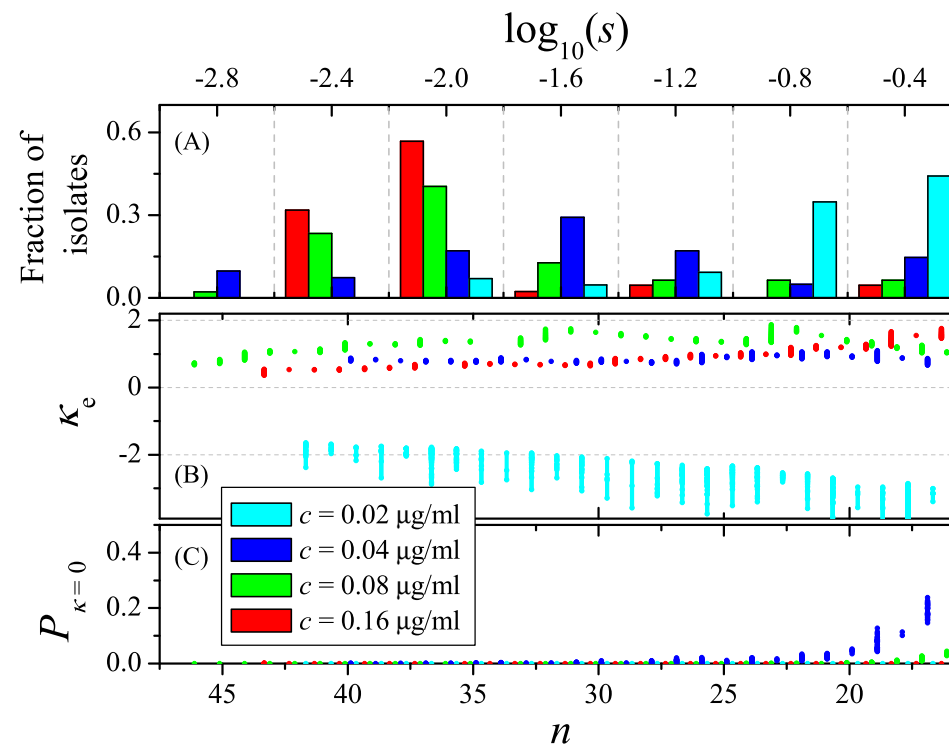 log10(s)
-2.8 -2.4 -2.0 -1.6 -1.2 -0.8 -0.4
(A)
Fraction of
isolates
0.6
0.3
0.0
(B)
κe
2
0
-2
c = 0.02 μg/ml
c = 0.04 μg/ml
c = 0.08 μg/ml
c = 0.16 μg/ml
(C)
P κ = 0
0.4
0.2
0.0
45 40 35 30 25 20
n